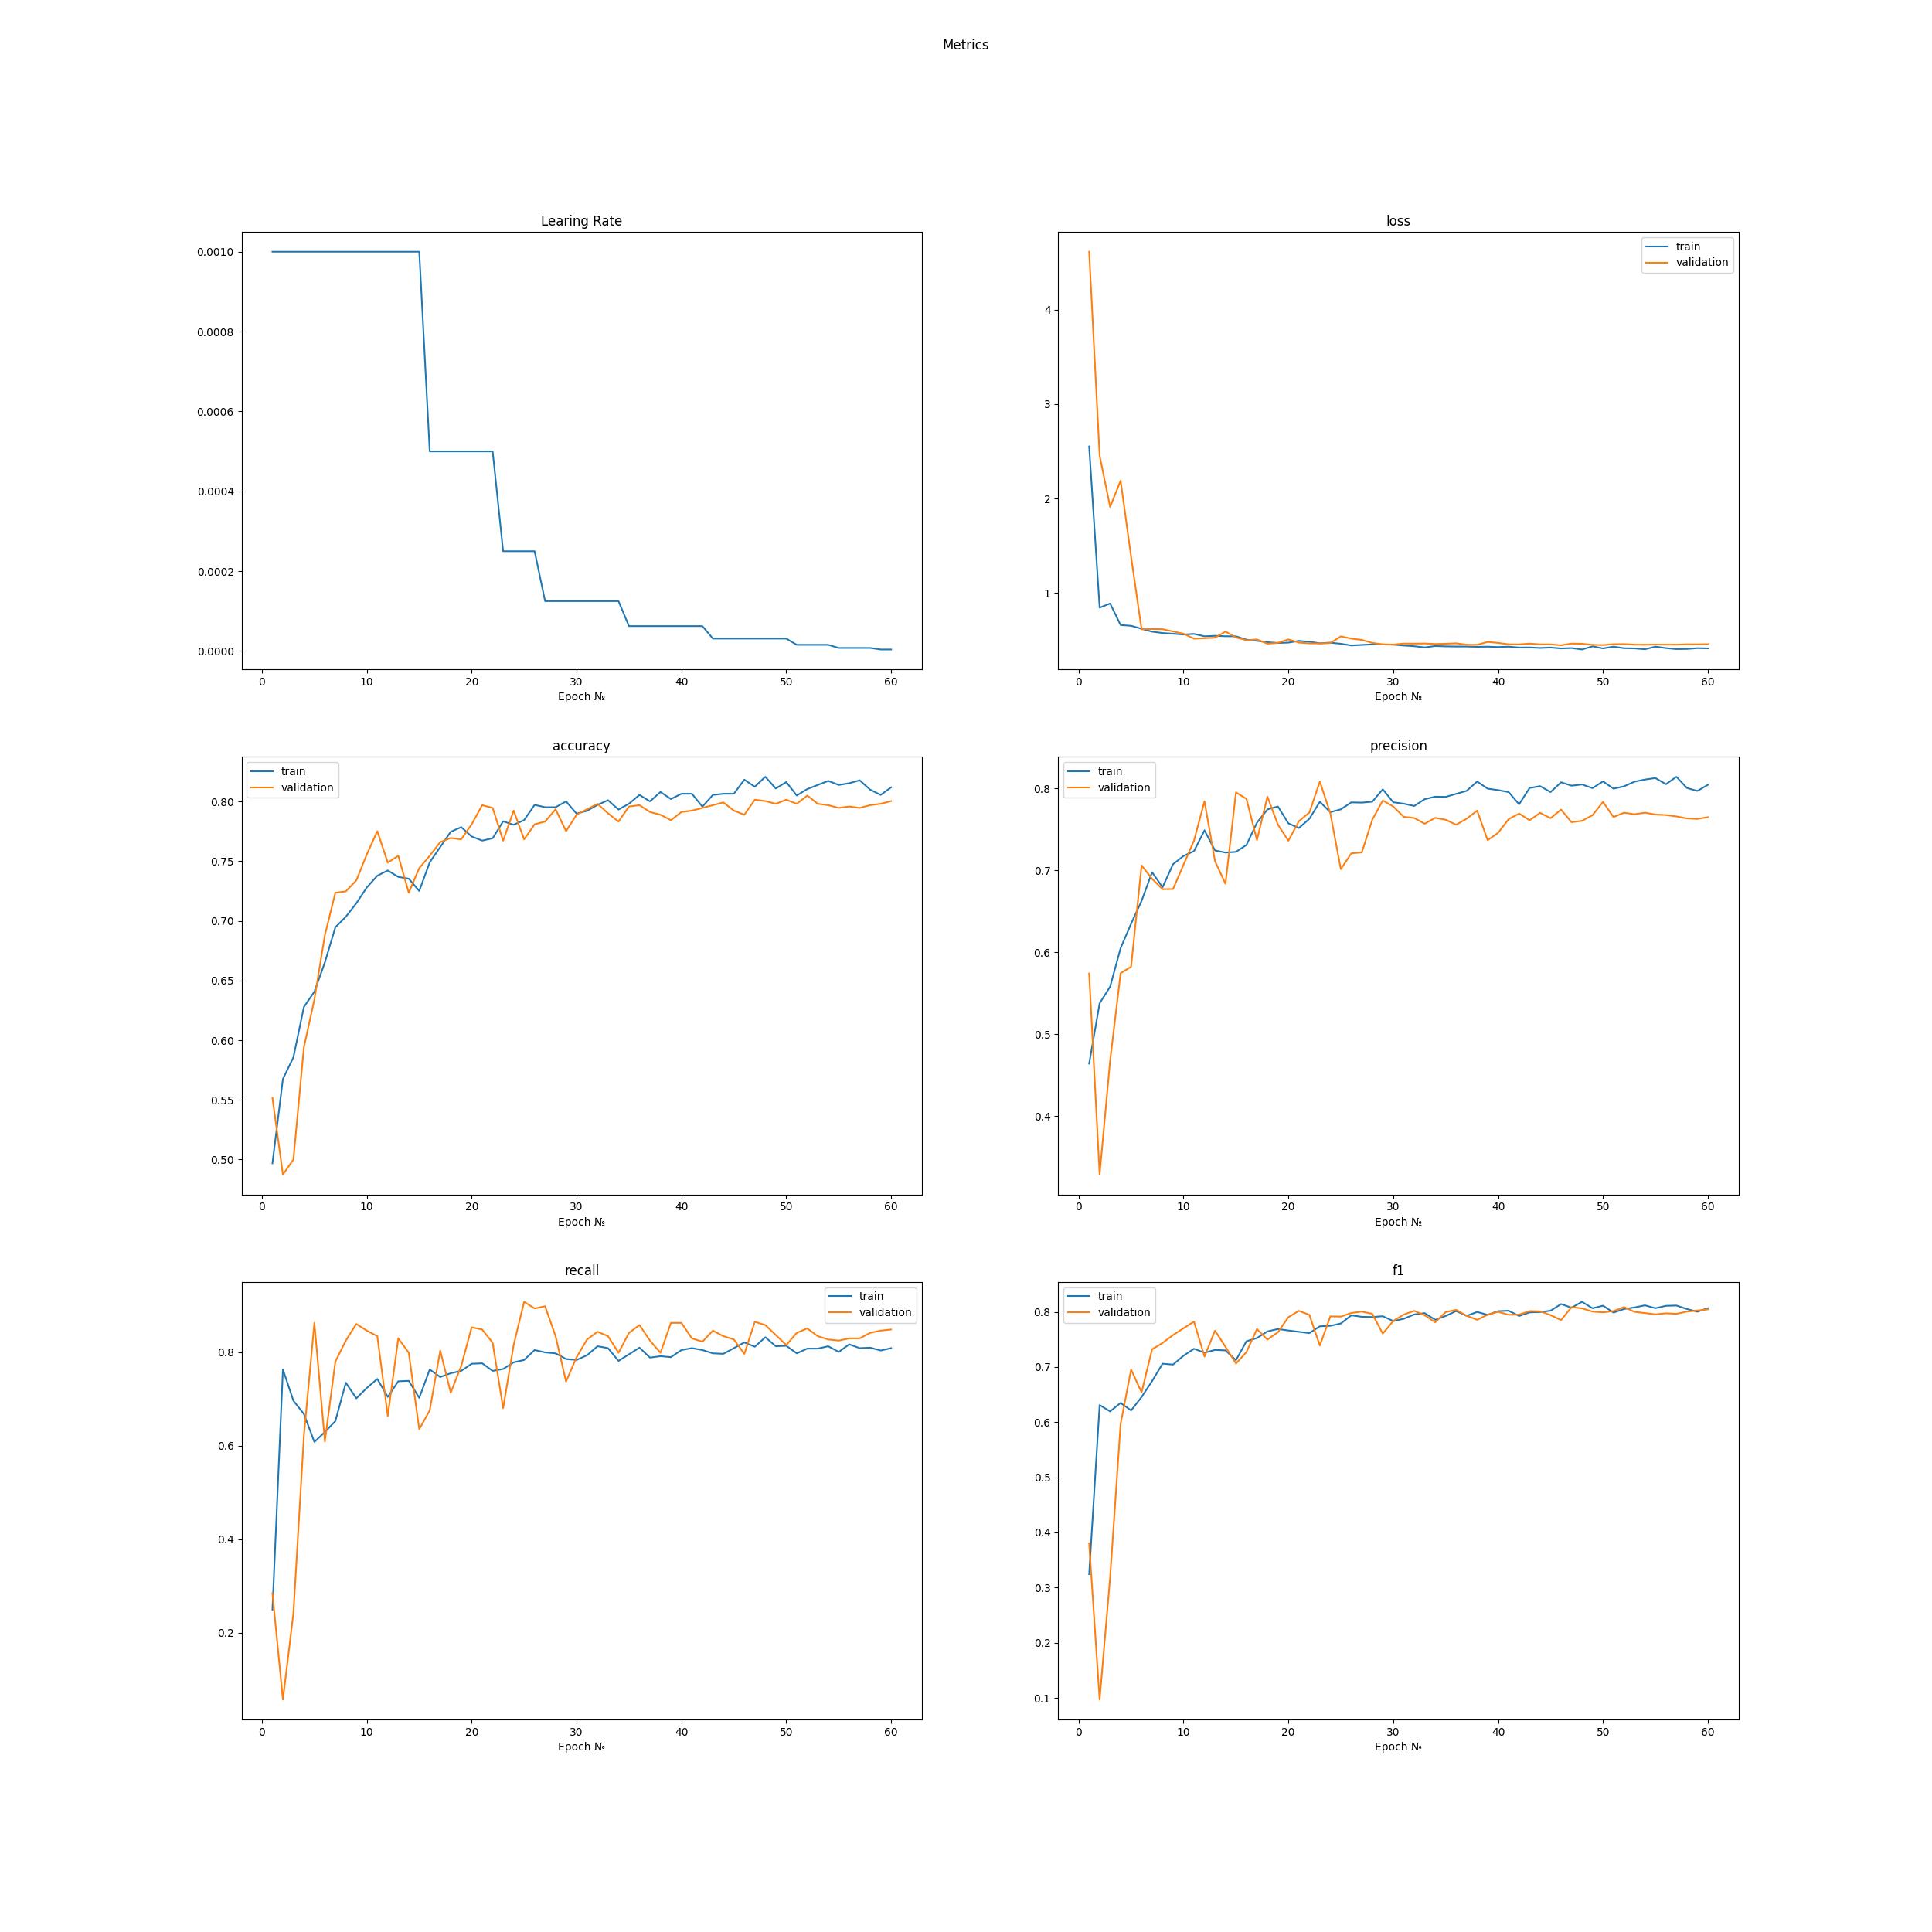 Metrics
Learing Rate
0.0010
0.0008
0.0006
0.0004
0.0002
0.0000
0 10 20 30 40 50 60
Epoch №
loss
train
validation
4
3
2
1
0 10 20 30 40 50 60
Epoch №
accuracy
train
validation
0.80
0.75
0.70
0.65
0.60
0.55
0.50
0 10 20 30 40 50 60
Epoch №
precision
train
validation
0.8
0.7
0.6
0.5
0.4
0 10 20 30 40 50 60
Epoch №
recall
train
validation
0.8
0.6
0.4
0.2
0 10 20 30 40 50 60
Epoch №
f1
train
validation
0.8
0.7
0.6
0.5
0.4
0.3
0.2
0.1
0 10 20 30 40 50 60
Epoch №